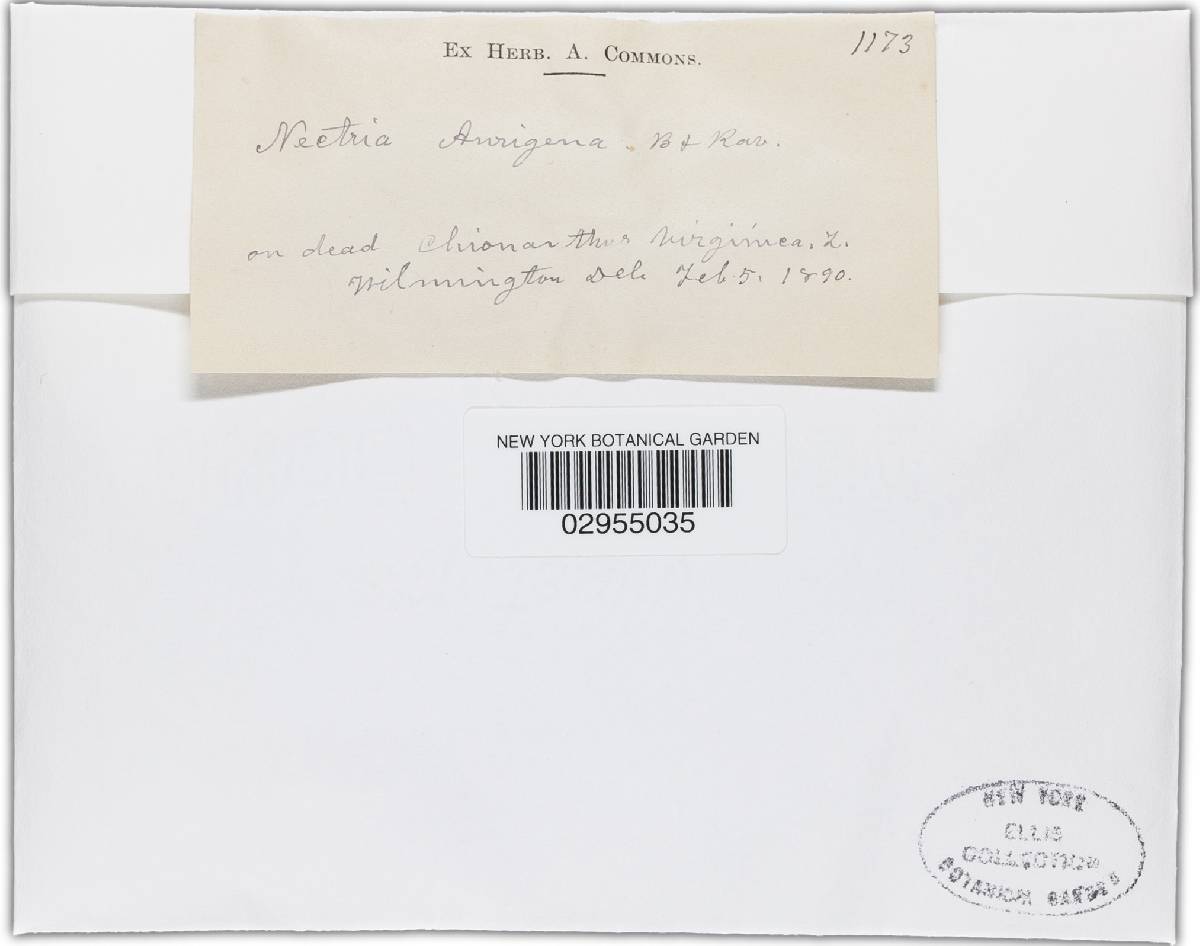 Ex Herb. A. Commons.
1173
Nectria Aurigena. B & Rav.
on dead Chionanthus Virginica, L.
Wilmington Del. Feb 5. 1890.
NEW YORK BOTANICAL GARDEN
02955035
NEW YORK
ELLIS
COLLECTION
BOTANICAL GARDEN